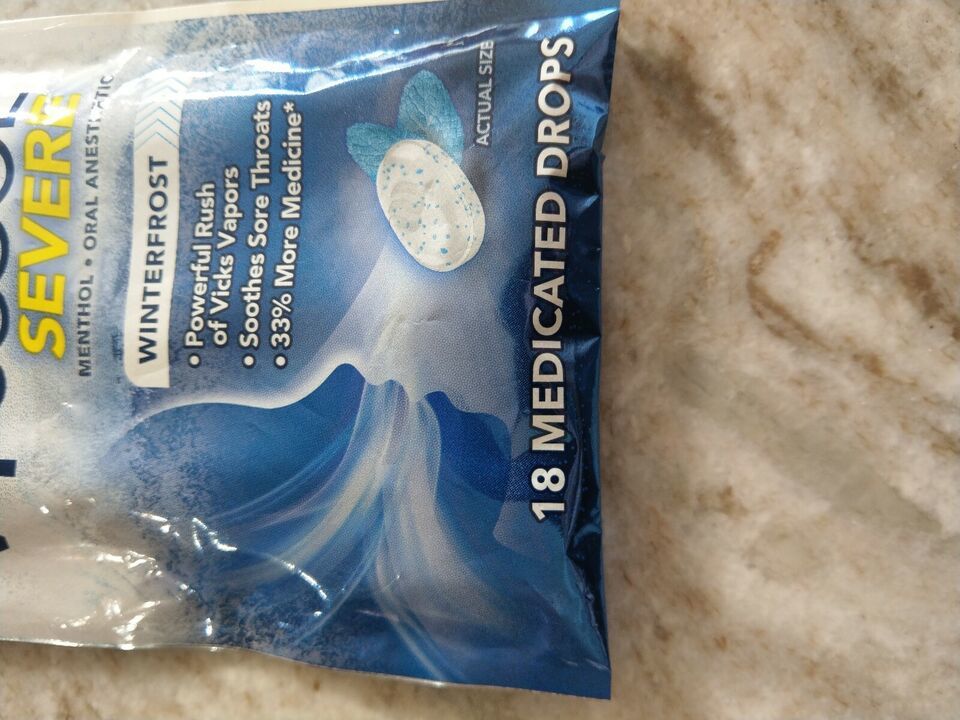 SEVERE
MENTHOL • ORAL ANESTHETIC
WINTERFROST
• Powerful Rush
of Vicks Vapors
• Soothes Sore Throats
• 33% More Medicine*
ACTUAL SIZE
18 MEDICATED DROPS